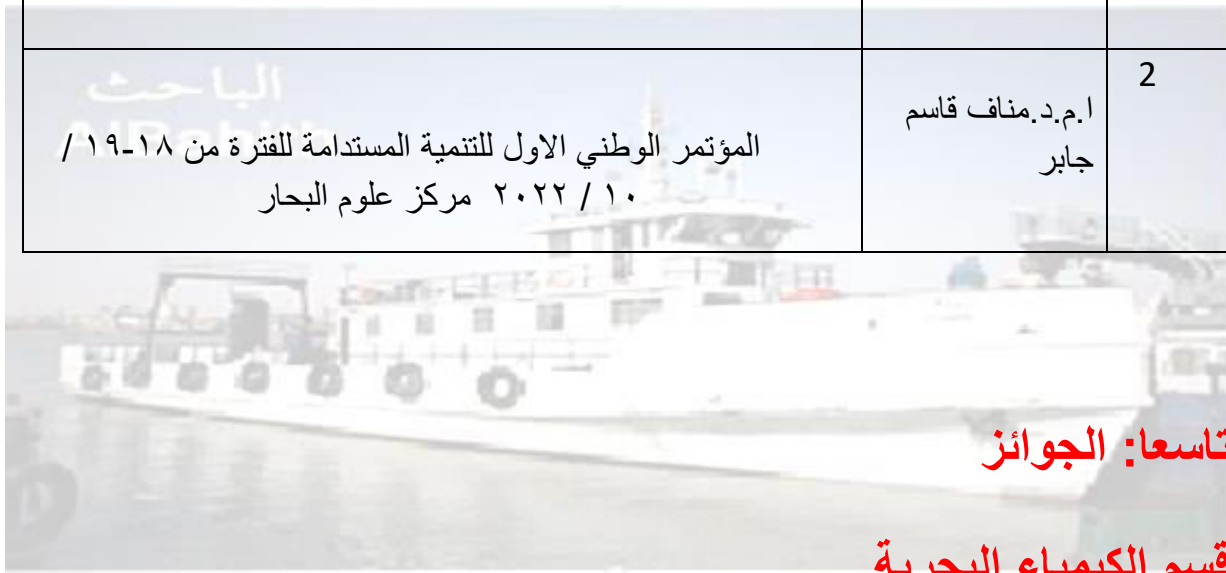 2
ا.م.د.مناف قاسم
جابر
المؤتمر الوطني الاول للتنمية المستدامة للفترة من ١٨-١٩ /
١٠ / ٢٠٢٢ مركز علوم البحار
الباحث
تاسعا: الجوائز
قسم الكيمياء البحرية